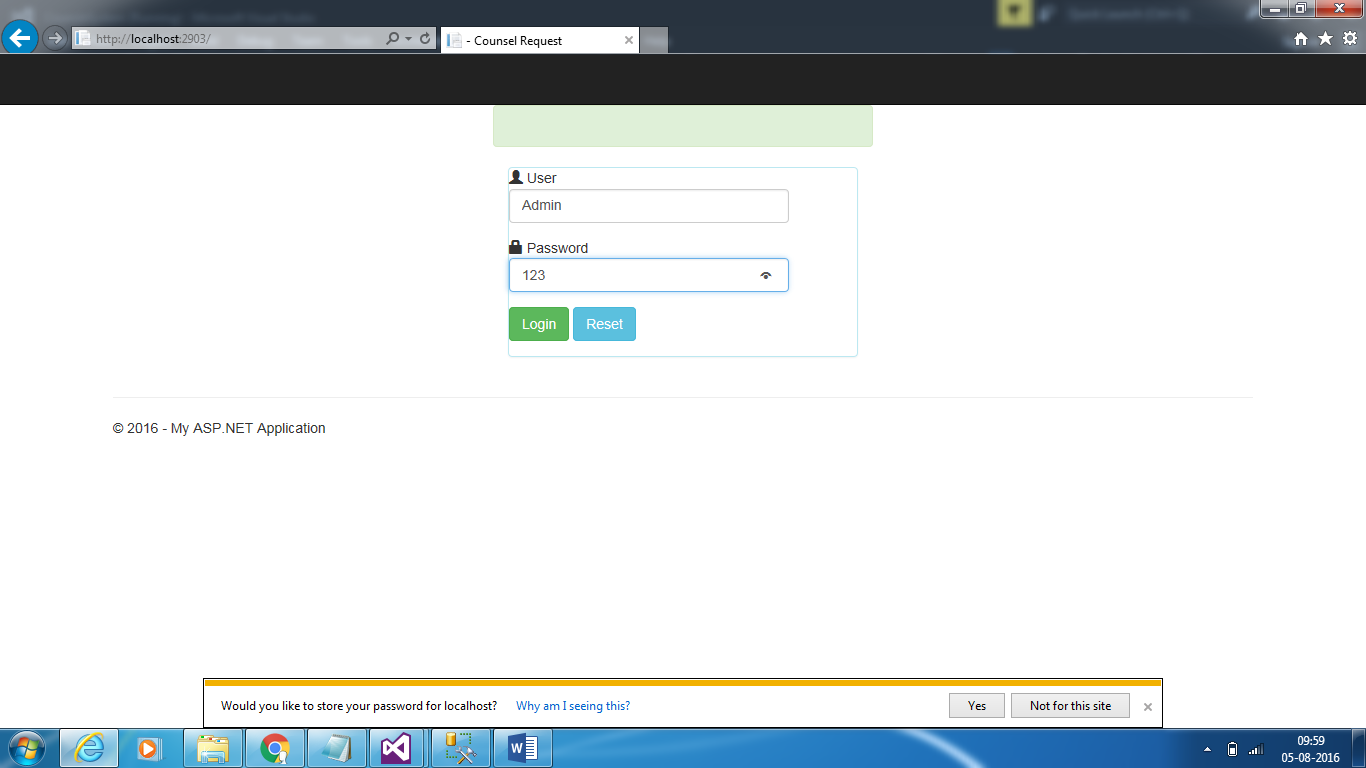 http://localhost:2903/
- Counsel Request
User
Admin
Password
123
Login Reset
© 2016 - My ASP.NET Application
Would you like to store your password for localhost? Why am I seeing this? Yes Not for this site
09:59
05-08-2016